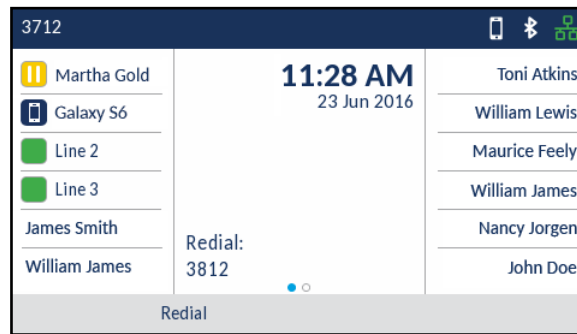 3712
Martha Gold
Galaxy S6
Line 2
Line 3
James Smith
William James
11:28 AM
23 Jun 2016
Redial:
3812
Toni Atkins
William Lewis
Maurice Feely
William James
Nancy Jorgen
John Doe
Redial